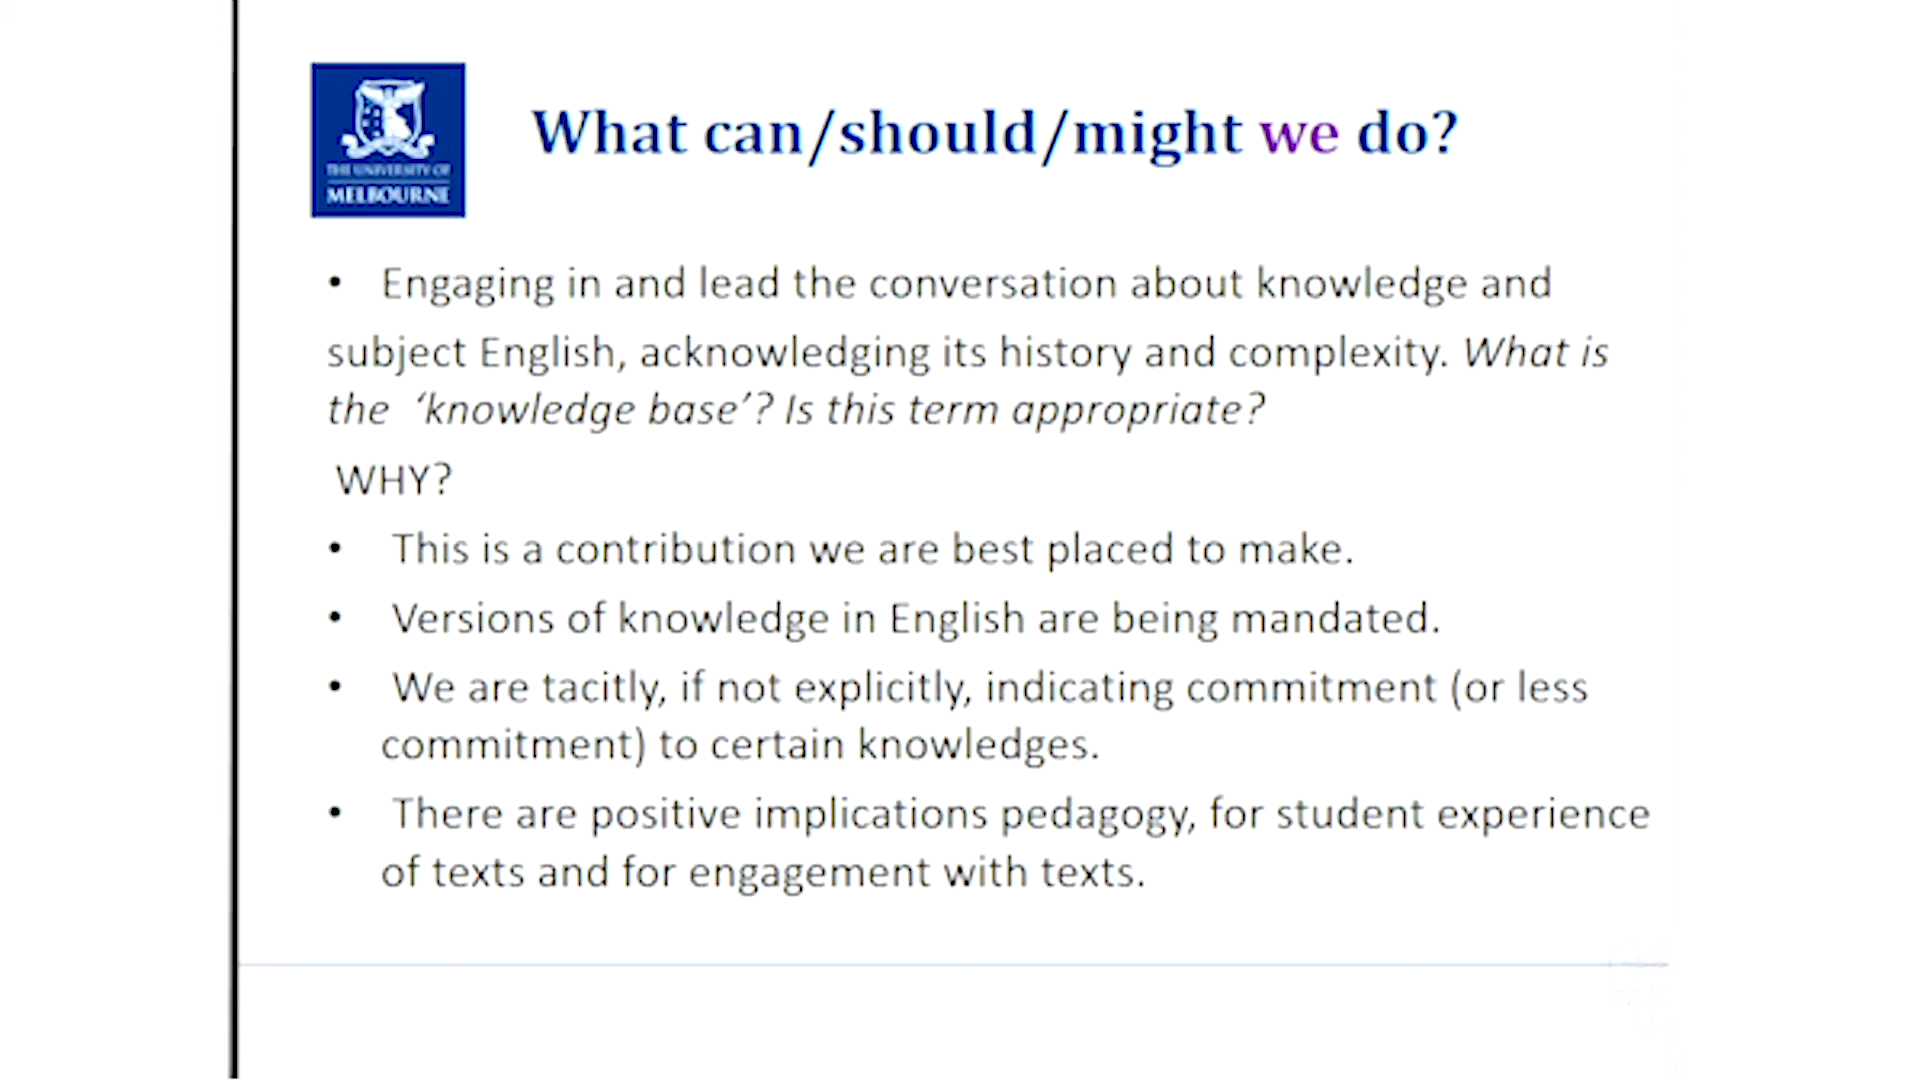 THE UNIVERSITY OF
MELBOURNE
What can/should/might we do?
• Engaging in and lead the conversation about knowledge and
subject English, acknowledging its history and complexity. What is
the ‘knowledge base’? Is this term appropriate?
WHY?
• This is a contribution we are best placed to make.
• Versions of knowledge in English are being mandated.
• We are tacitly, if not explicitly, indicating commitment (or less
commitment) to certain knowledges.
• There are positive implications pedagogy, for student experience
of texts and for engagement with texts.